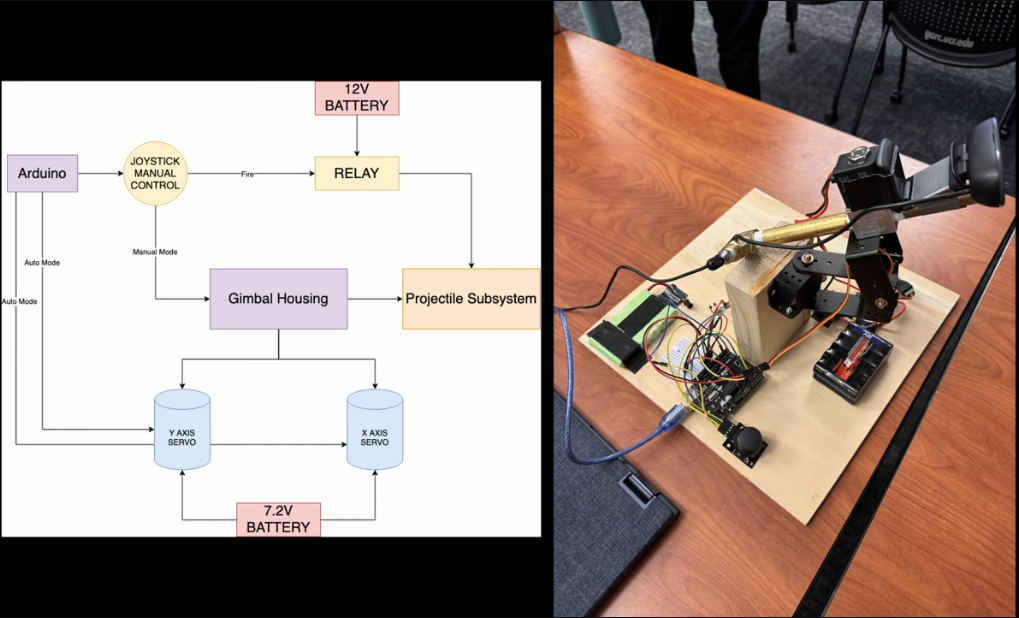 12V
BATTERY
Arduino
JOYSTICK
MANUAL
CONTROL
Fire
RELAY
Auto Mode
Manual Mode
Auto Mode
Gimbal Housing
Projectile Subsystem
Y AXIS
SERVO
X AXIS
SERVO
7.2V
BATTERY